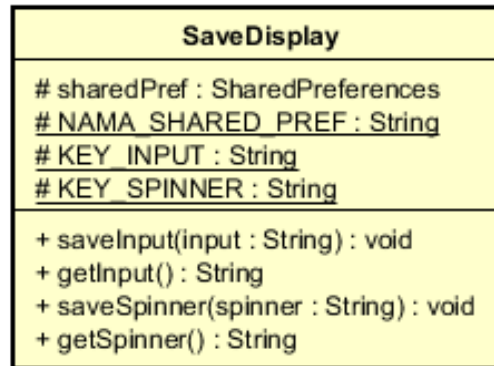 SaveDisplay
# sharedPref : SharedPreferences
# NAMA_SHARED_PREF : String
# KEY_INPUT : String
# KEY_SPINNER : String
+ saveInput(input : String) : void
+ getInput() : String
+ saveSpinner(spinner : String) : void
+ getSpinner() : String